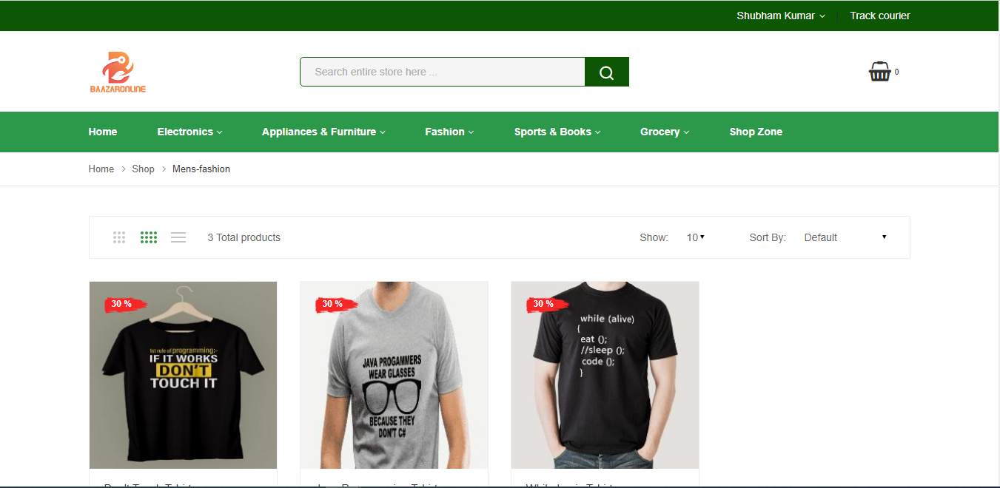 Shubham Kumar
Track courier
BAAZARONLINE
Search entire store here ...
0
Home
Electronics
Appliances & Furniture
Fashion
Sports & Books
Grocery
Shop Zone
Home > Shop > Mens-fashion
3 Total products
Show:
10
Sort By:
Default
30 %
1st rule of programming:-
IF IT WORKS
DON'T
TOUCH IT
30 %
JAVA PROGAMMERS
WEAR GLASSES
BECAUSE THEY
DON'T C#
30 %
while (alive)
{
eat ();
//sleep ();
code ();
}